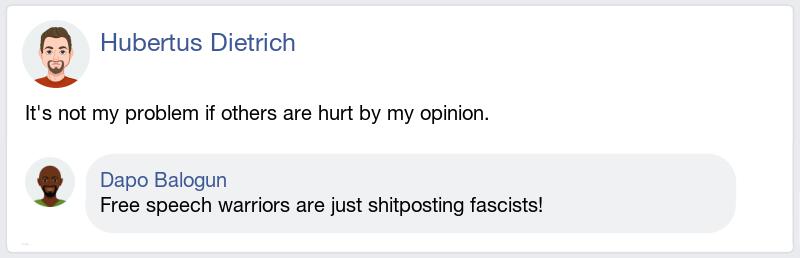 Hubertus Dietrich
It's not my problem if others are hurt by my opinion.
Dapo Balogun
Free speech warriors are just shitposting fascists!